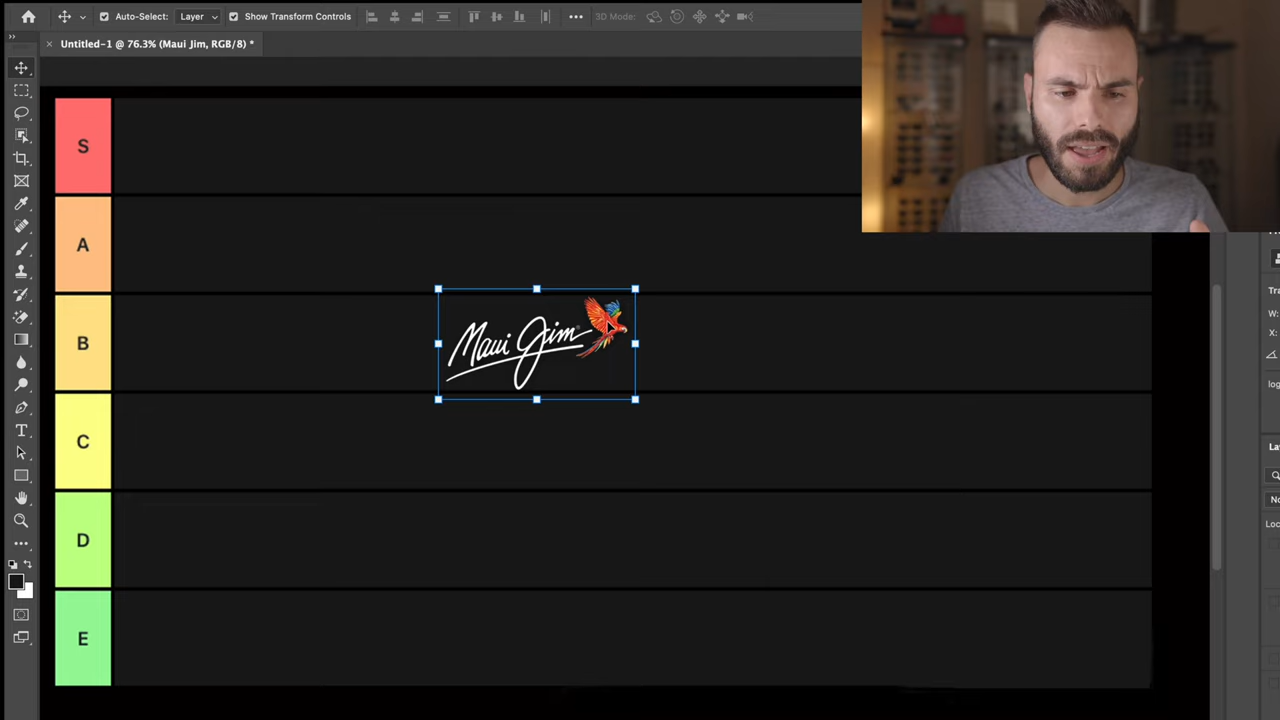 Auto-Select:
Layer
Show Transform Controls
3D Mode:
× Untitled-1 @ 76.3% (Maui Jim, RGB/8) *
S
A
B
Maui Jim
C
D
E
W:
X: